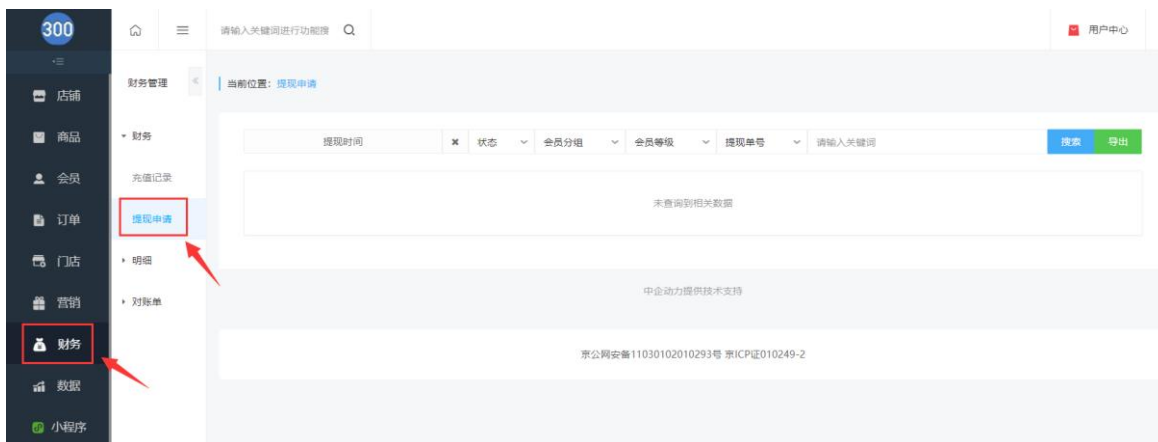 300
请输入关键词进行功能搜
用户中心
店铺
商品
会员
订单
门店
营销
财务
数据
小程序
财务管理
财务
充值记录
提现申请
明细
对账单
当前位置：提现申请
提现时间 状态 会员分组 会员等级 提现单号 请输入关键词 搜索 导出
未查询到相关数据
中企动力提供技术支持
京公网安备11030102010293号 京ICP证010249-2